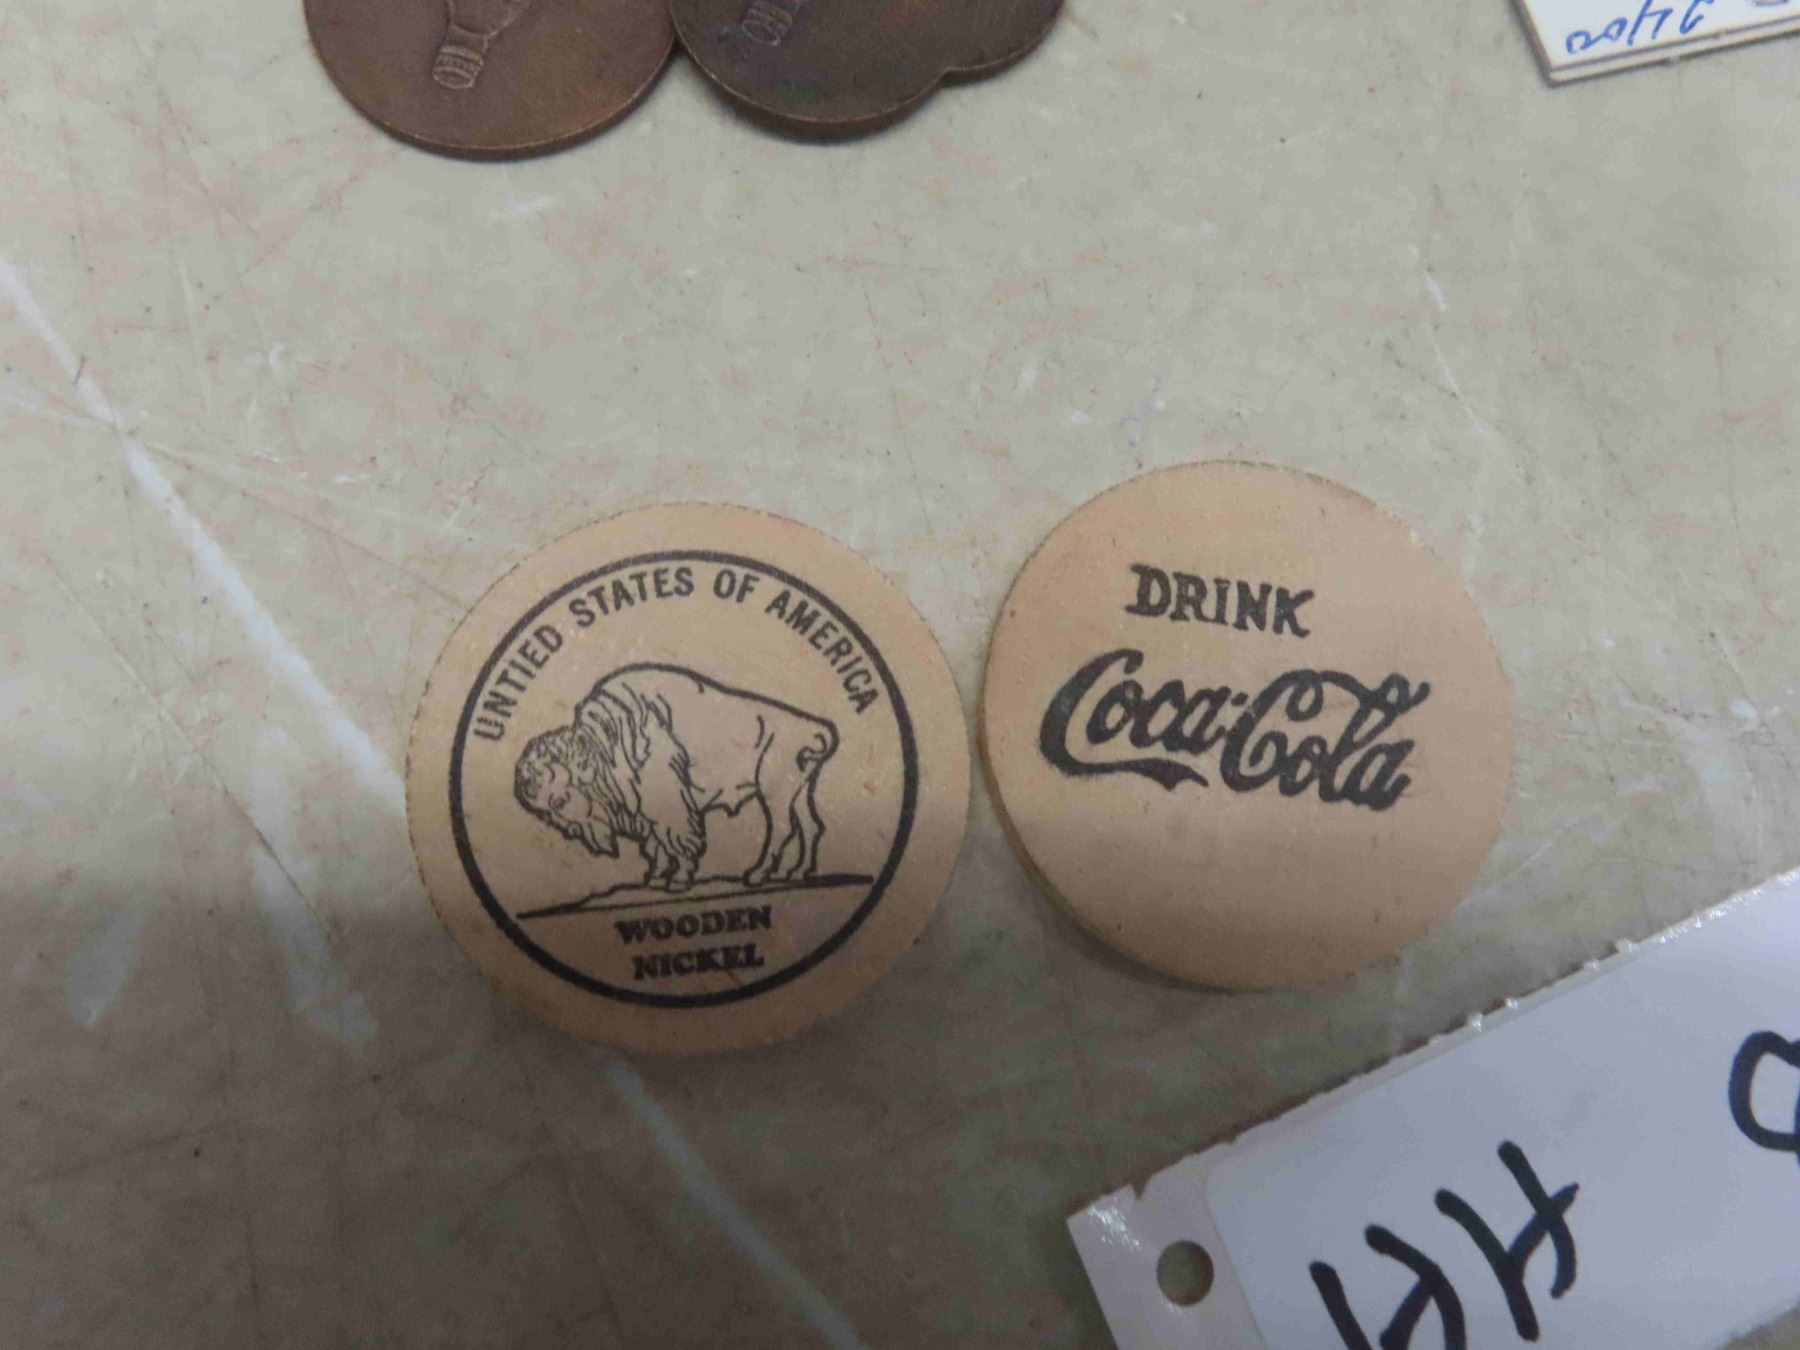 UNTIED STATES OF AMERICA
WOODEN
NICKEL
DRINK
Coca-Cola